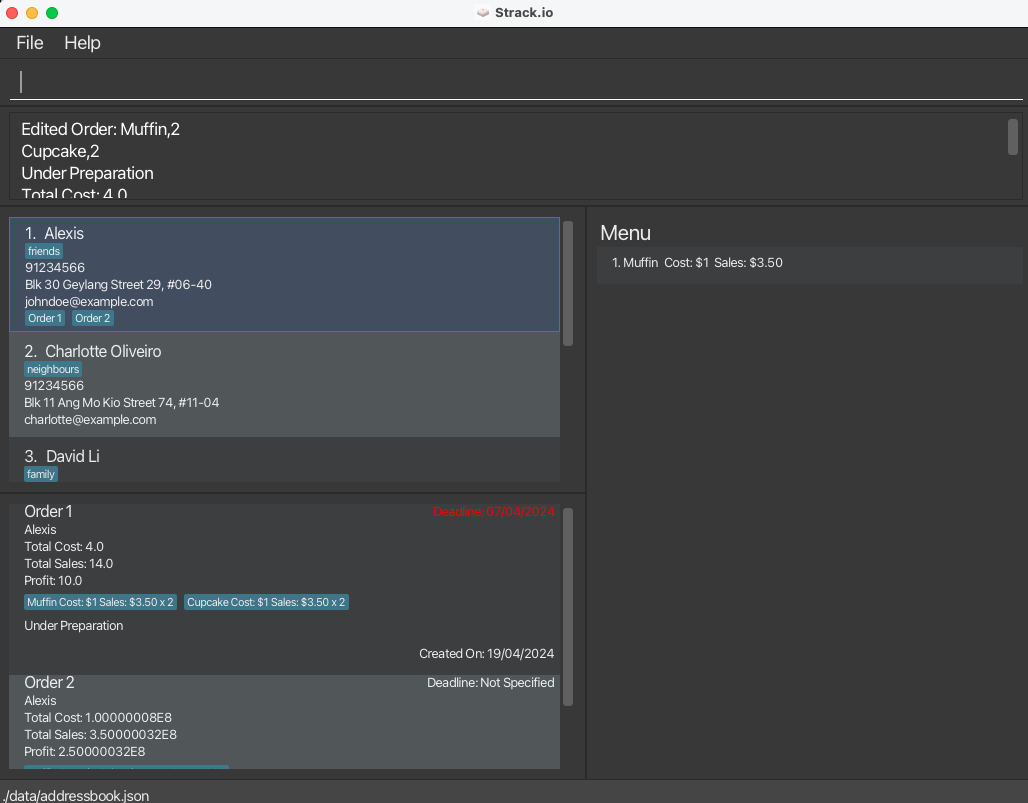 Strack.io
File Help
Edited Order: Muffin,2
Cupcake,2
Under Preparation
Total Cost: 4.0
1. Alexis
friends
91234566
Blk 30 Geylang Street 29, #06-40
johndoe@example.com
Order 1 Order 2
2. Charlotte Oliveiro
neighbours
91234566
Blk 11 Ang Mo Kio Street 74, #11-04
charlotte@example.com
3. David Li
family
Menu
1. Muffin Cost: $1 Sales: $3.50
Order 1 Deadline: 07/04/2024
Alexis
Total Cost: 4.0
Total Sales: 14.0
Profit: 10.0
Muffin Cost: $1 Sales: $3.50 x 2 Cupcake Cost: $1 Sales: $3.50 x 2
Under Preparation
Created On: 19/04/2024
Order 2 Deadline: Not Specified
Alexis
Total Cost: 1.00000008E8
Total Sales: 3.50000032E8
Profit: 2.50000032E8
./data/addressbook.json